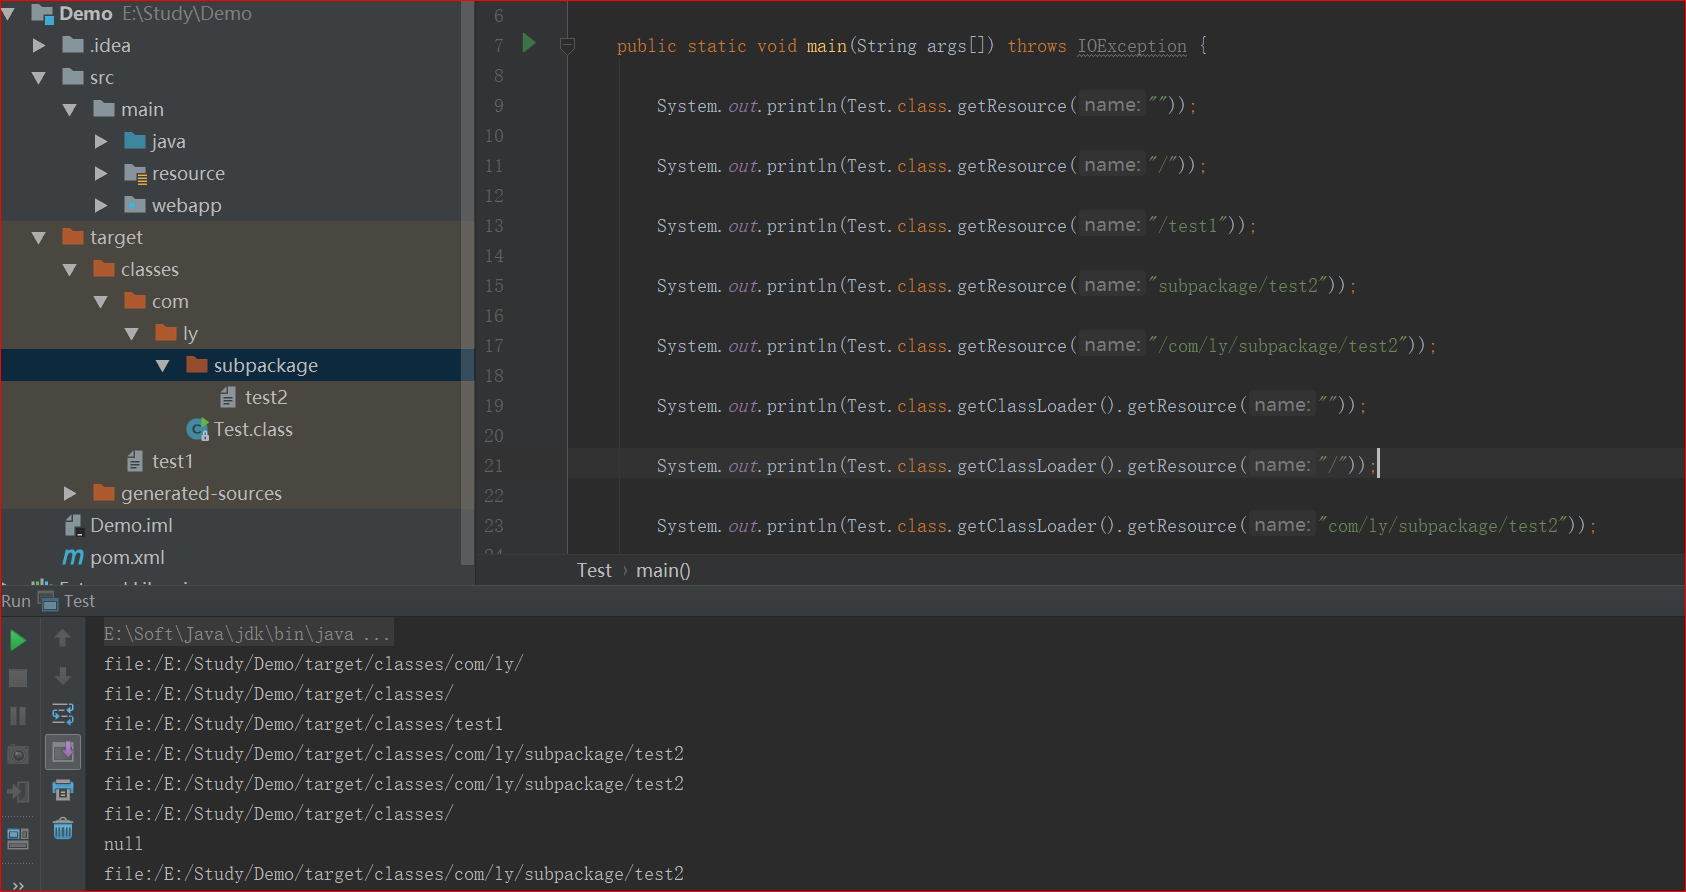 Demo E:\Study\Demo
.idea
src
main
java
resource
webapp
target
classes
com
ly
subpackage
test2
Test.class
test1
generated-sources
Demo.iml
pom.xml
6
7 public static void main(String args[]) throws IOException {
8
9 System.out.println(Test.class.getResource( name: ""));
10
11 System.out.println(Test.class.getResource( name: "/"));
12
13 System.out.println(Test.class.getResource( name: "/test1"));
14
15 System.out.println(Test.class.getResource( name: "subpackage/test2"));
16
17 System.out.println(Test.class.getResource( name: "/com/ly/subpackage/test2"));
18
19 System.out.println(Test.class.getClassLoader().getResource( name: ""));
20
21 System.out.println(Test.class.getClassLoader().getResource( name: "/"));
22
23 System.out.println(Test.class.getClassLoader().getResource( name: "com/ly/subpackage/test2"));
24
Test › main()
Run Test
E:\Soft\Java\jdk\bin\java ...
file:/E:/Study/Demo/target/classes/com/ly/
file:/E:/Study/Demo/target/classes/
file:/E:/Study/Demo/target/classes/test1
file:/E:/Study/Demo/target/classes/com/ly/subpackage/test2
file:/E:/Study/Demo/target/classes/com/ly/subpackage/test2
file:/E:/Study/Demo/target/classes/
null
file:/E:/Study/Demo/target/classes/com/ly/subpackage/test2